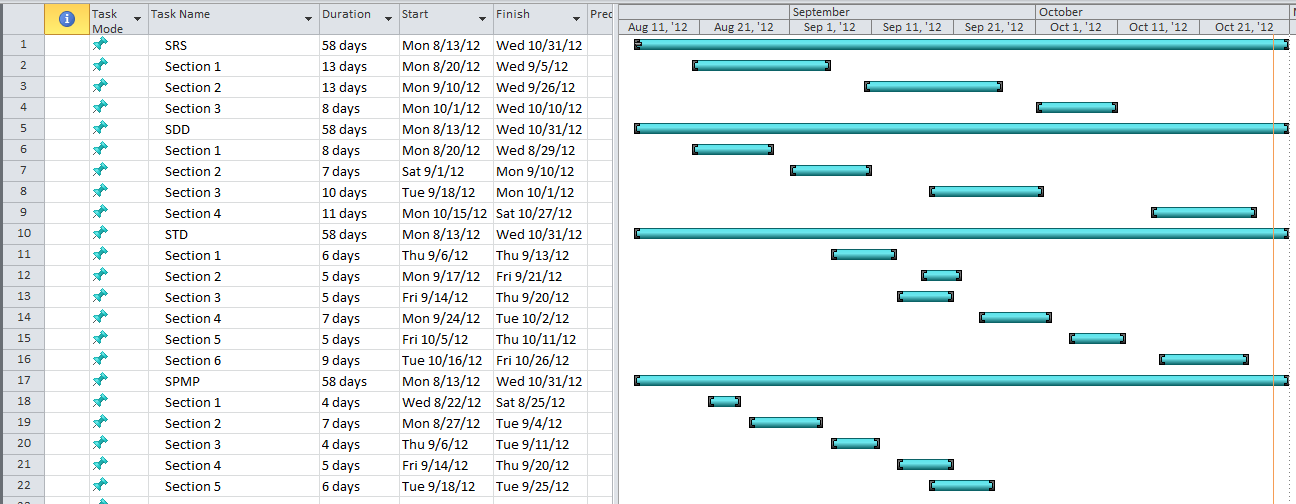 Task Mode Task Name Duration Start Finish Prec
September October
Aug 11, '12 Aug 21, '12 Sep 1, '12 Sep 11, '12 Sep 21, '12 Oct 1, '12 Oct 11, '12 Oct 21, '12
1 SRS 58 days Mon 8/13/12 Wed 10/31/12
2 Section 1 13 days Mon 8/20/12 Wed 9/5/12
3 Section 2 13 days Mon 9/10/12 Wed 9/26/12
4 Section 3 8 days Mon 10/1/12 Wed 10/10/12
5 SDD 58 days Mon 8/13/12 Wed 10/31/12
6 Section 1 8 days Mon 8/20/12 Wed 8/29/12
7 Section 2 7 days Sat 9/1/12 Mon 9/10/12
8 Section 3 10 days Tue 9/18/12 Mon 10/1/12
9 Section 4 11 days Mon 10/15/12 Sat 10/27/12
10 STD 58 days Mon 8/13/12 Wed 10/31/12
11 Section 1 6 days Thu 9/6/12 Thu 9/13/12
12 Section 2 5 days Mon 9/17/12 Fri 9/21/12
13 Section 3 5 days Fri 9/14/12 Thu 9/20/12
14 Section 4 7 days Mon 9/24/12 Tue 10/2/12
15 Section 5 5 days Fri 10/5/12 Thu 10/11/12
16 Section 6 9 days Tue 10/16/12 Fri 10/26/12
17 SPMP 58 days Mon 8/13/12 Wed 10/31/12
18 Section 1 4 days Wed 8/22/12 Sat 8/25/12
19 Section 2 7 days Mon 8/27/12 Tue 9/4/12
20 Section 3 4 days Thu 9/6/12 Tue 9/11/12
21 Section 4 5 days Fri 9/14/12 Thu 9/20/12
22 Section 5 6 days Tue 9/18/12 Tue 9/25/12